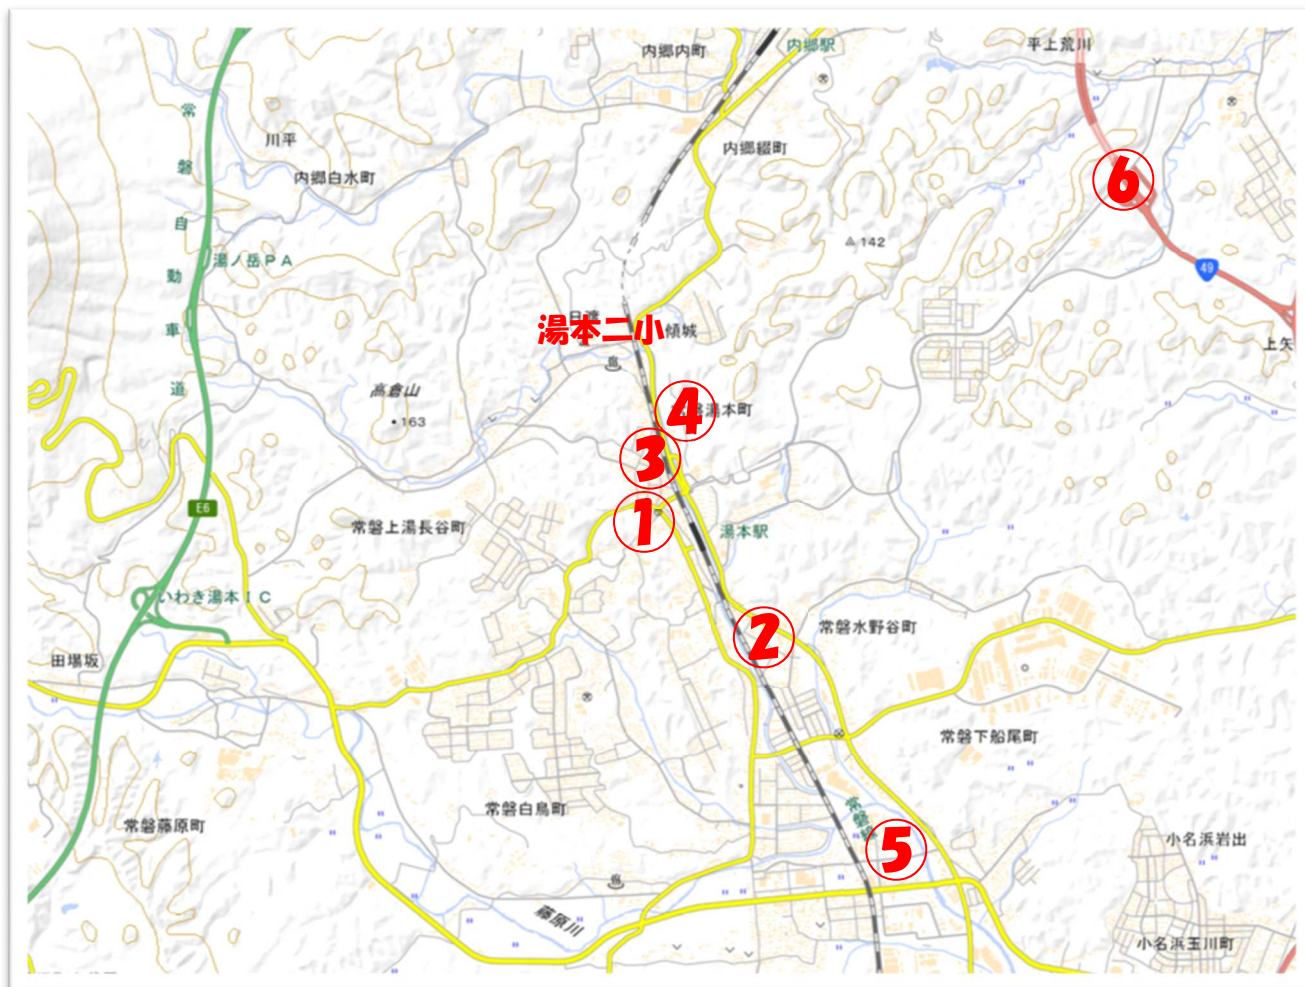 内郷内町
内郷駅
平上荒川
常磐自動車道
川平
内郷綴町
内郷白水町
⑥
142
湯ノ岳PA
49
湯本二小
傾城
上矢
高倉山
163
④
湯本町
③
E6
①
常磐上湯長谷町
湯本駅
いわき湯本IC
②
常磐水野谷町
田場坂
常磐下船尾町
常磐白鳥町
常磐線
常磐藤原町
⑤
小名浜岩出
藤原川
小名浜玉川町